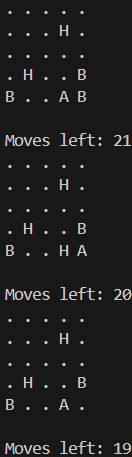 . . . . .
. . . H .
. . . . .
. H . . B
B . . A B
Moves left: 21
. . . . .
. . . H .
. . . . .
. H . . B
B . . H A
Moves left: 20
. . . . .
. . . H .
. . . . .
. H . . B
B . . A .
Moves left: 19